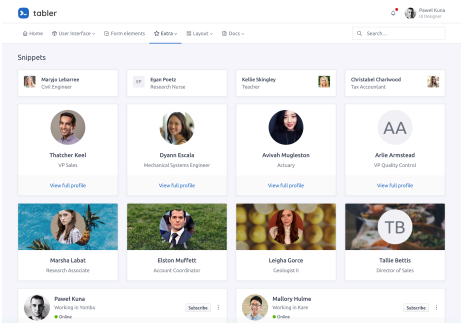 tabler
Paweł Kuna
UI Designer
Home
User Interface
Form elements
Extra
Layout
Docs
Search…
Snippets
Maryjo Lebarree
Civil Engineer
EP
Egan Poetz
Research Nurse
Kellie Skingley
Teacher
Christabel Charlwood
Tax Accountant
AA
Thatcher Keel
VP Sales
Dyann Escala
Mechanical Systems Engineer
Avivah Mugleston
Actuary
Arlie Armstead
VP Quality Control
View full profile
View full profile
View full profile
View full profile
TB
Marsha Labat
Research Associate
Elston Muffett
Account Coordinator
Leigha Gorce
Geologist II
Tallie Bettis
Director of Sales
Paweł Kuna
Working in Yombu
Online
Subscribe
Mallory Hulme
Working in Kare
Online
Subscribe